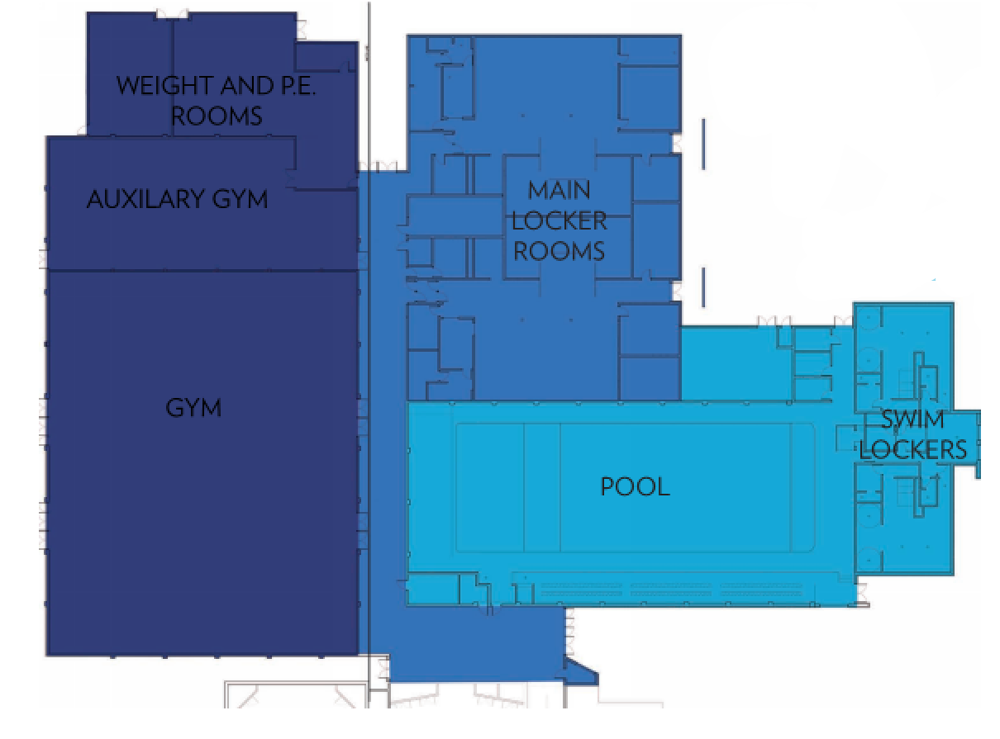 WEIGHT AND P.E.
ROOMS
AUXILARY GYM
MAIN
LOCKER
ROOMS
GYM
SWIM
LOCKERS
POOL